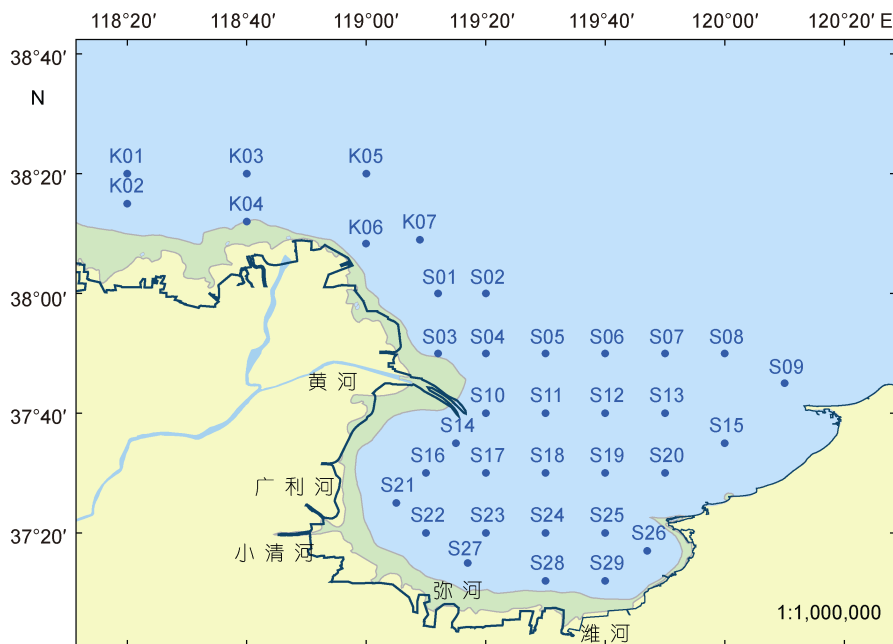 118°20′ 118°40′ 119°00′ 119°20′ 119°40′ 120°00′ 120°20′ E
38°40′
N
K01 K03 K05
38°20′
K02
K04
K06 K07
S01 S02
38°00′
S03 S04 S05 S06 S07 S08
S09
黄河
37°40′
S10 S11 S12 S13
S14 S15
S16 S17 S18 S19 S20
广利河
S21
S22 S23 S24 S25
37°20′
S26
小清河
S27
S28 S29
弥河
1:1,000,000
潍河